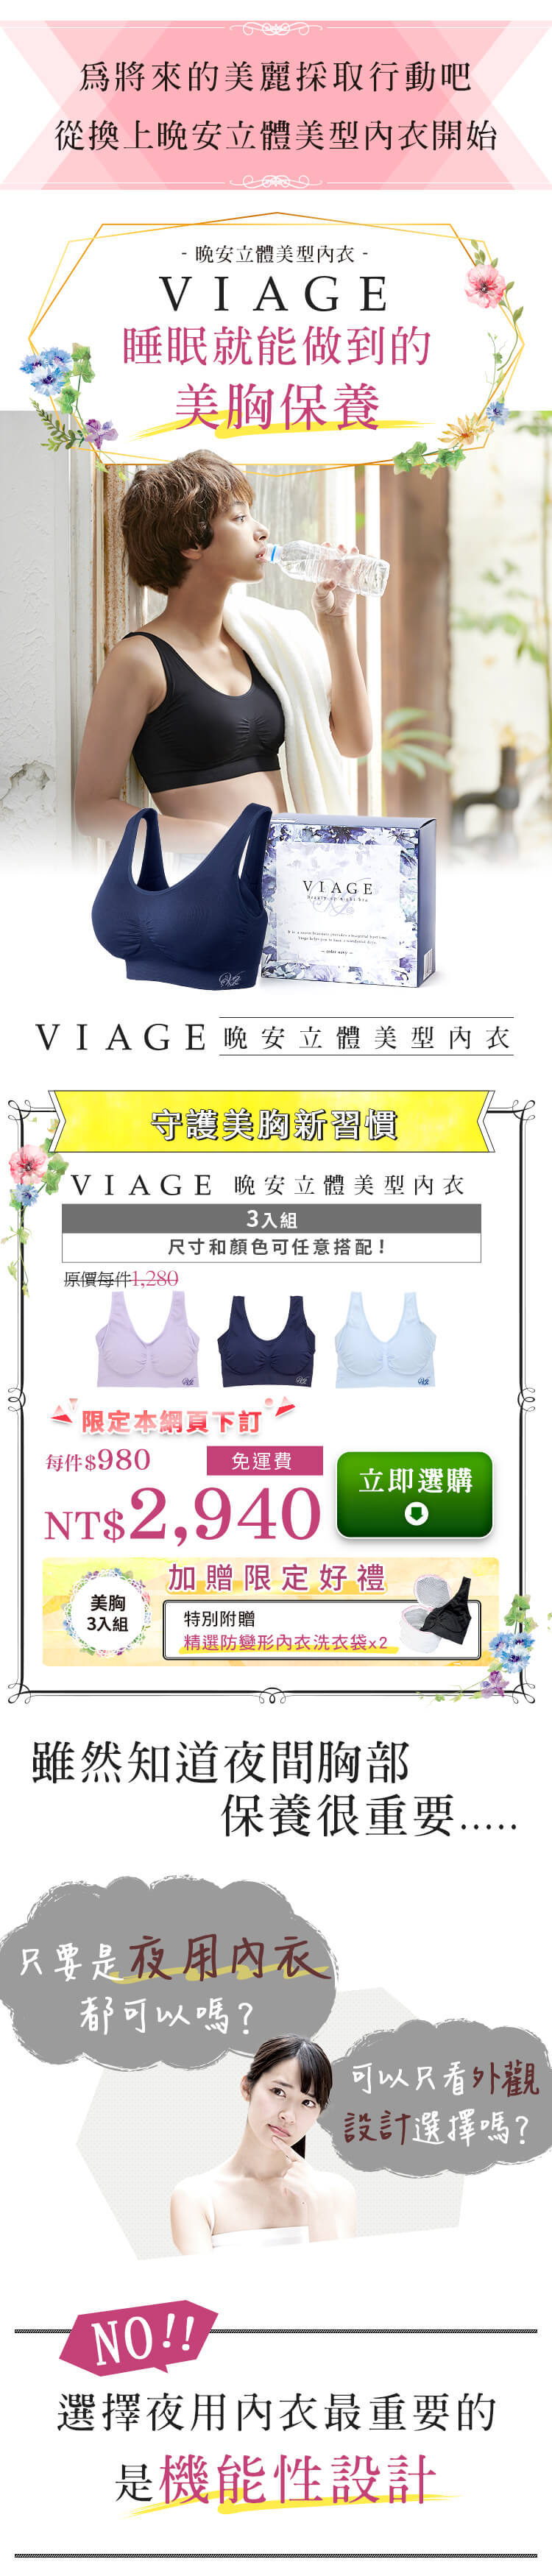 爲將來的美麗採取行動吧
從換上晚安立體美型內衣開始
- 晚安立體美型內衣 -
VIAGE
睡眠就能做到的
美胸保養
VIAGE
Beauty up night bra
VIAGE 晚安立體美型內衣
守護美胸新習慣
VIAGE 晚安立體美型內衣
3入組
尺寸和顏色可任意搭配！
原價每件1,280
限定本網頁下訂
每件$980
免運費
NT$2,940
立即選購
加贈限定好禮
美胸
3入組
特別附贈
精選防變形內衣洗衣袋x2
雖然知道夜間胸部
保養很重要.....
只要是夜用內衣
都可以嗎?
可以只看外觀
設計選擇嗎?
NO!!
選擇夜用內衣最重要的
是機能性設計